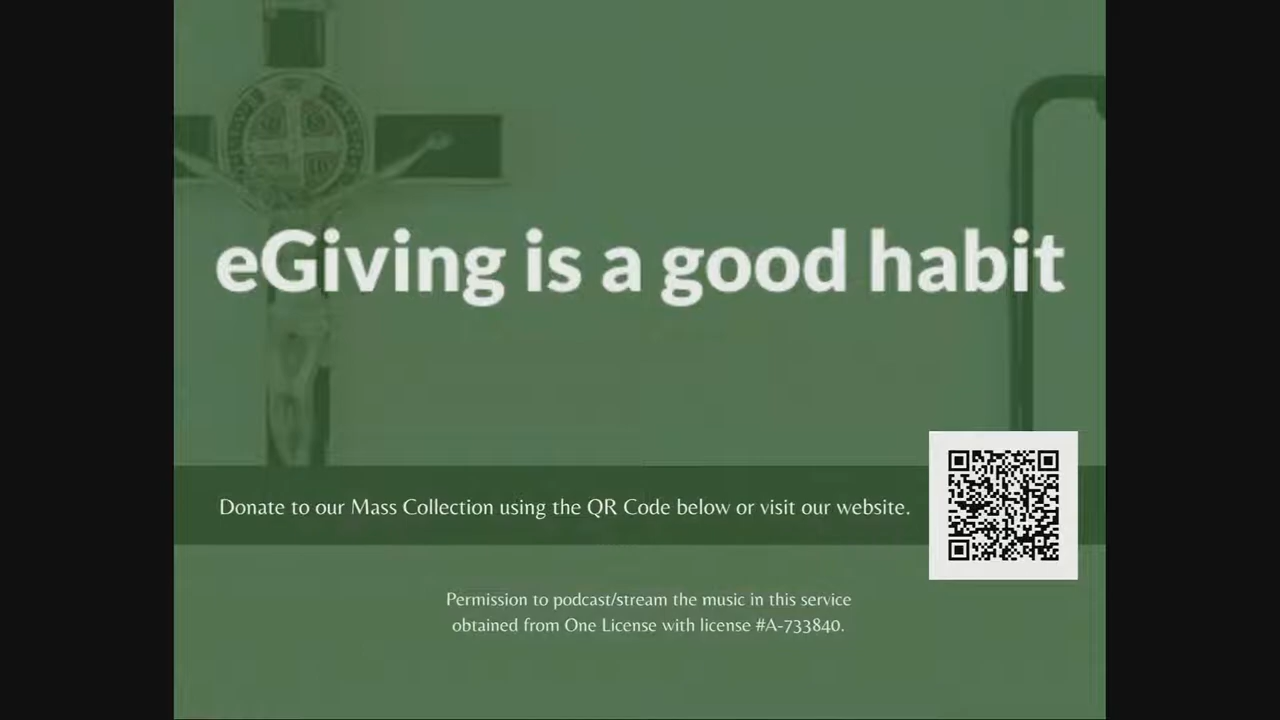 eGiving is a good habit
Donate to our Mass Collection using the QR Code below or visit our website.
Permission to podcast/stream the music in this service
obtained from One License with license #A-733840.